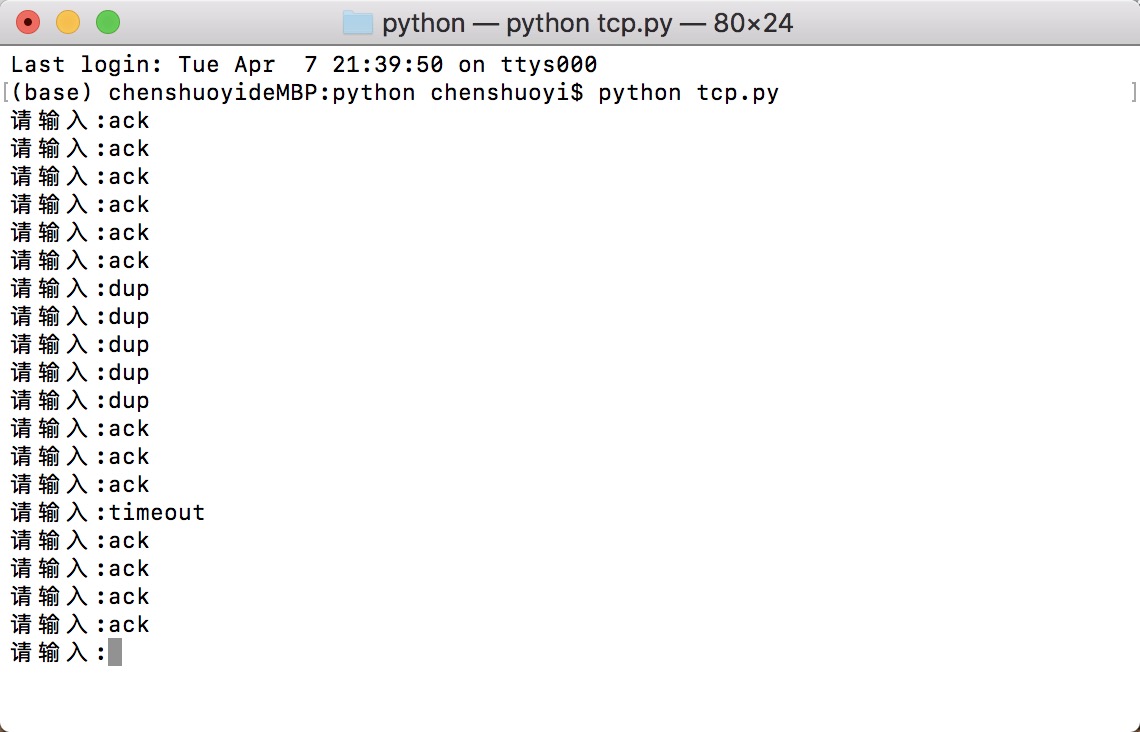 python — python tcp.py — 80×24
Last login: Tue Apr  7 21:39:50 on ttys000
[(base) chenshuoyideMBP:python chenshuoyi$ python tcp.py ]
请输入:ack
请输入:ack
请输入:ack
请输入:ack
请输入:ack
请输入:ack
请输入:dup
请输入:dup
请输入:dup
请输入:dup
请输入:dup
请输入:ack
请输入:ack
请输入:ack
请输入:timeout
请输入:ack
请输入:ack
请输入:ack
请输入:ack
请输入: